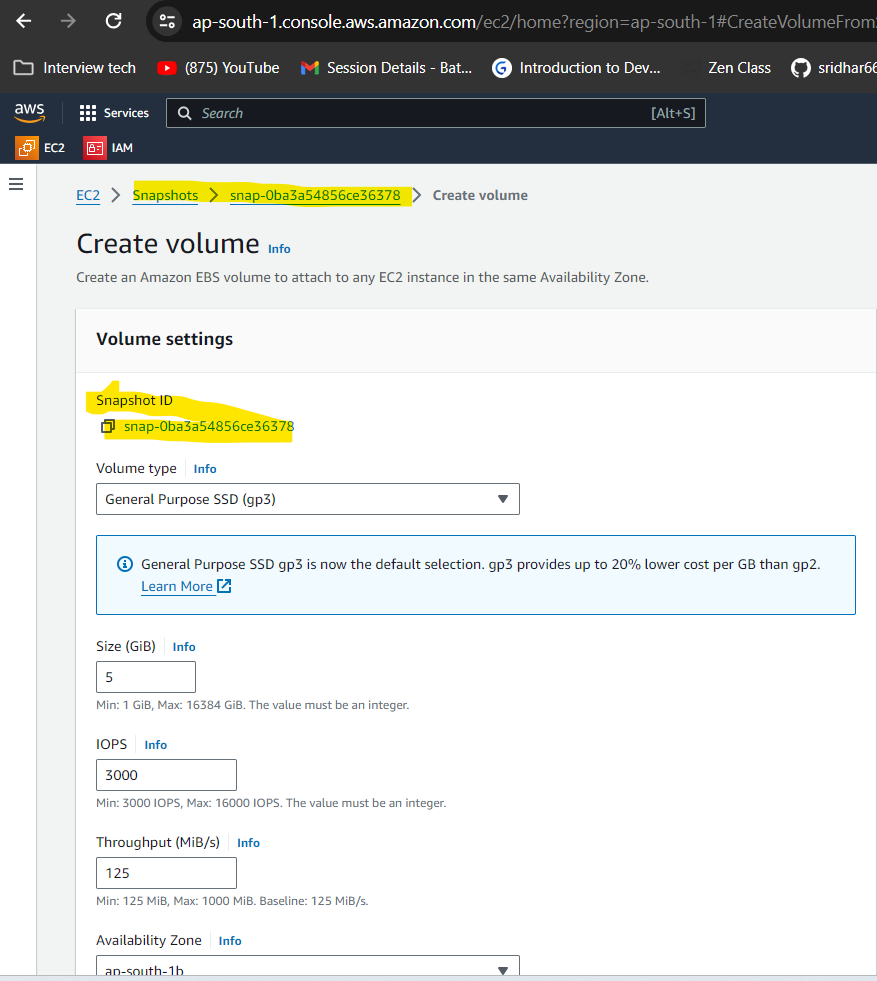 ap-south-1.console.aws.amazon.com/ec2/home?region=ap-south-1#CreateVolumeFrom
Interview tech (875) YouTube Session Details - Bat... Introduction to Dev... Zen Class sridhar66
aws Services Search [Alt+S]
EC2 IAM
EC2 Snapshots snap-0ba3a54856ce36378 Create volume
Create volume Info
Create an Amazon EBS volume to attach to any EC2 instance in the same Availability Zone.
Volume settings
Snapshot ID
snap-0ba3a54856ce36378
Volume type Info
General Purpose SSD (gp3)
General Purpose SSD gp3 is now the default selection. gp3 provides up to 20% lower cost per GB than gp2.
Learn More
Size (GiB) Info
5
Min: 1 GiB, Max: 16384 GiB. The value must be an integer.
IOPS Info
3000
Min: 3000 IOPS, Max: 16000 IOPS. The value must be an integer.
Throughput (MiB/s) Info
125
Min: 125 MiB, Max: 1000 MiB. Baseline: 125 MiB/s.
Availability Zone Info
ap-south-1b